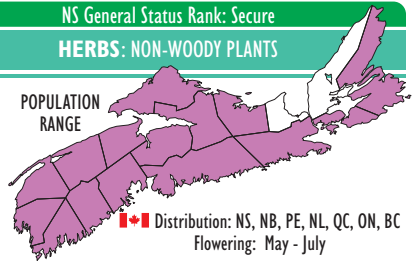 NS General Status Rank: Secure
HERBS: NON-WOODY PLANTS
POPULATION
RANGE
Distribution: NS, NB, PE, NL, QC, ON, BC
Flowering: May - July